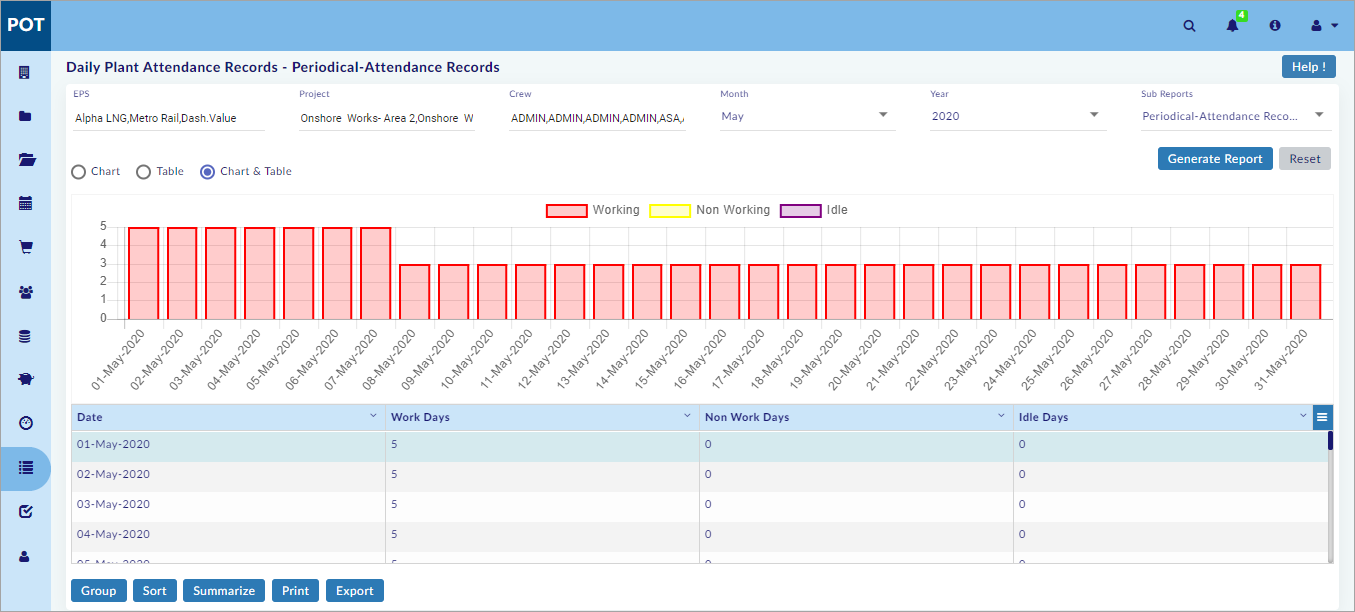 POT
4
Daily Plant Attendance Records - Periodical-Attendance Records
Help !
EPS
Project
Crew
Month
Year
Sub Reports
Alpha LNG,Metro Rail,Dash.Value
Onshore Works- Area 2,Onshore W
ADMIN,ADMIN,ADMIN,ADMIN,ASA,
May
2020
Periodical-Attendance Reco...
Generate Report
Reset
Chart
Table
Chart & Table
Working
Non Working
Idle
5
4
3
2
1
0
01-May-2020
02-May-2020
03-May-2020
04-May-2020
05-May-2020
06-May-2020
07-May-2020
08-May-2020
09-May-2020
10-May-2020
11-May-2020
12-May-2020
13-May-2020
14-May-2020
15-May-2020
16-May-2020
17-May-2020
18-May-2020
19-May-2020
20-May-2020
21-May-2020
22-May-2020
23-May-2020
24-May-2020
25-May-2020
26-May-2020
27-May-2020
28-May-2020
29-May-2020
30-May-2020
31-May-2020
Date Work Days Non Work Days Idle Days
01-May-2020 5 0 0
02-May-2020 5 0 0
03-May-2020 5 0 0
04-May-2020 5 0 0
05-May-2020 5 0 0
Group
Sort
Summarize
Print
Export